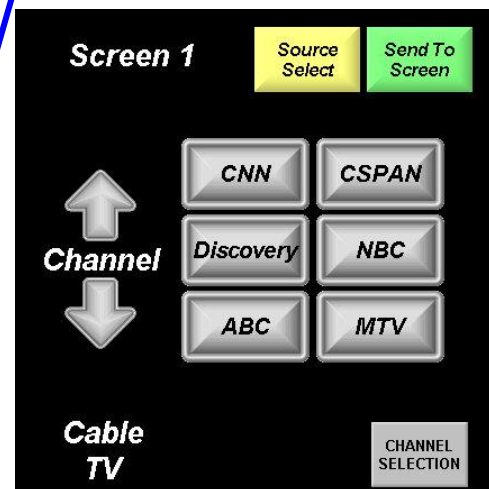 Screen 1
Source
Select
Send To
Screen
CNN
CSPAN
Channel
Discovery
NBC
ABC
MTV
Cable
TV
CHANNEL
SELECTION